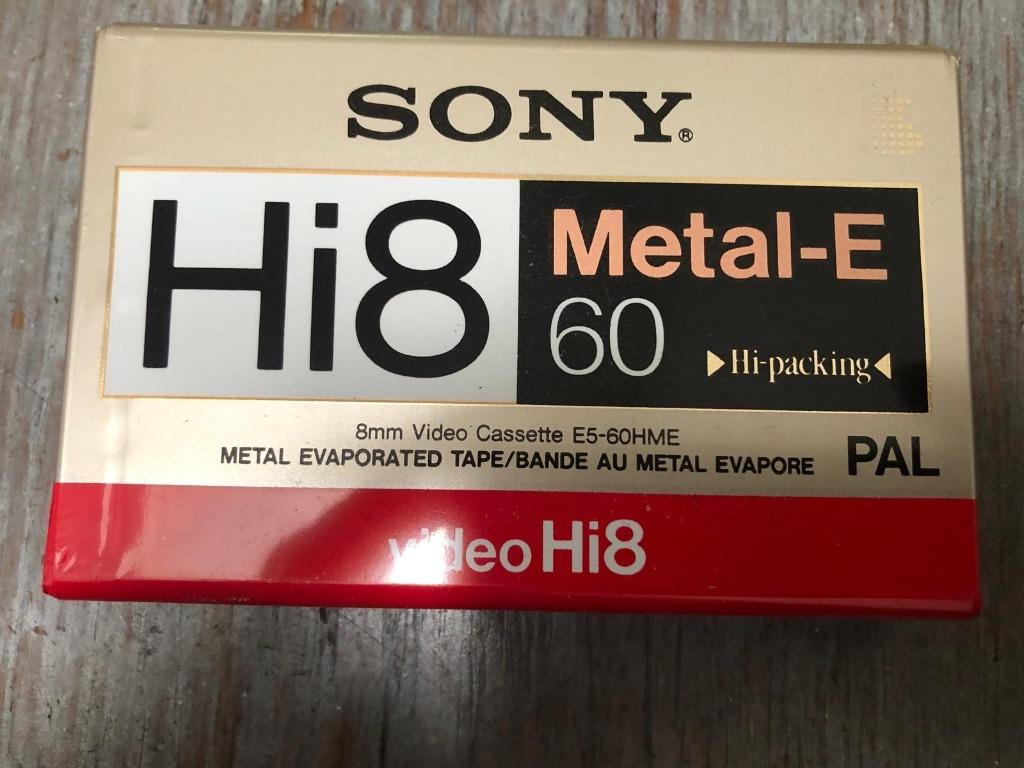 SONY®
Hi8
Metal-E
60
▶Hi-packing◀
8mm Video Cassette E5-60HME
METAL EVAPORATED TAPE/BANDE AU METAL EVAPORE
PAL
video Hi8